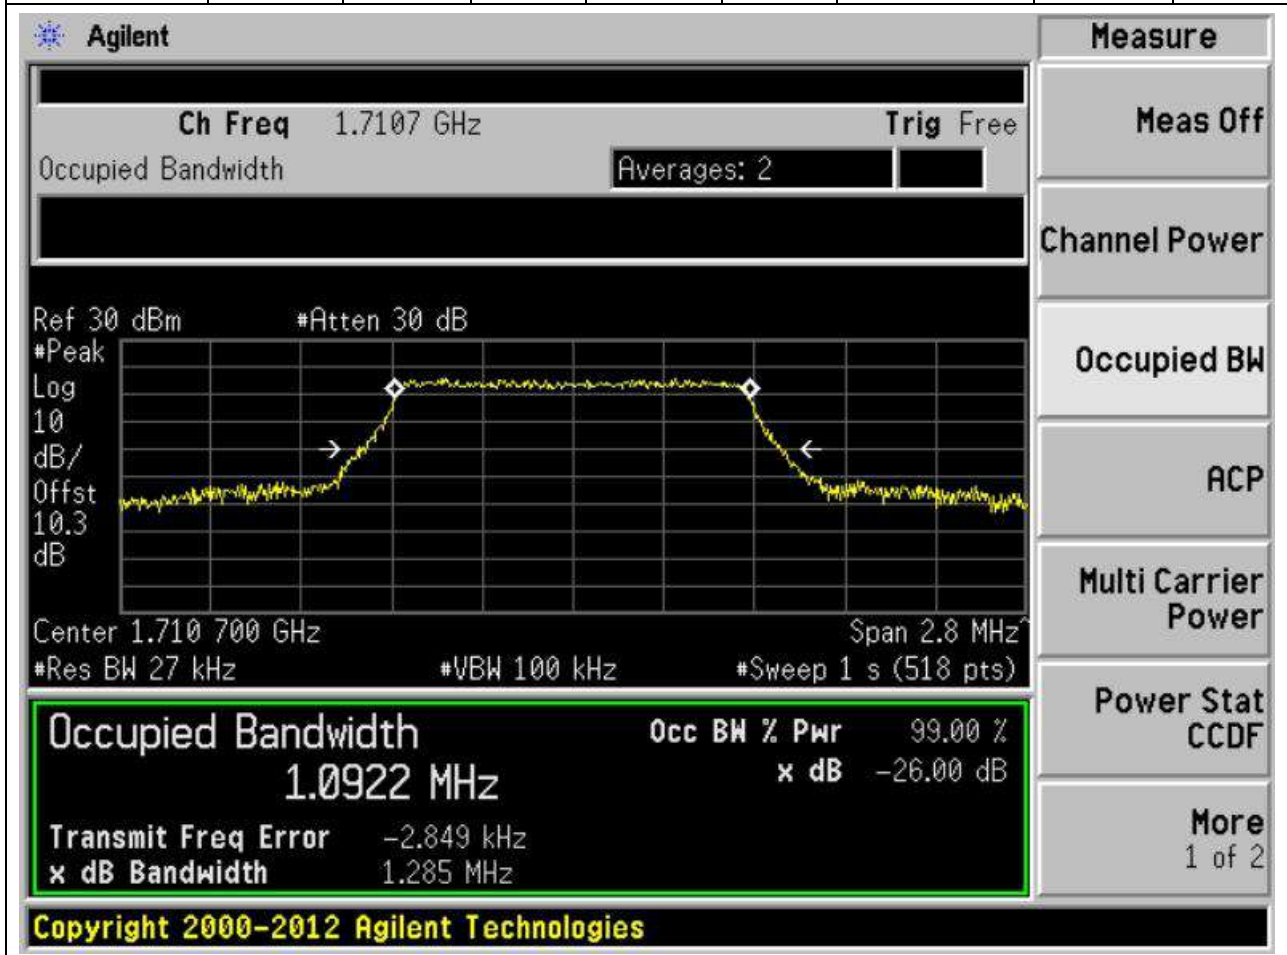 Agilent
Measure
Ch Freq 1.7107 GHz Trig Free
Occupied Bandwidth Averages: 2
Meas Off
Channel Power
Occupied BW
ACP
Multi Carrier
Power
Power Stat
CCDF
More
1 of 2
Ref 30 dBm #Atten 30 dB
#Peak
Log
10
dB/
Offst
10.3
dB
Center 1.710 700 GHz Span 2.8 MHz^
#Res BW 27 kHz #VBW 100 kHz #Sweep 1 s (518 pts)
Occupied Bandwidth Occ BW % Pwr 99.00 %
1.0922 MHz x dB -26.00 dB
Transmit Freq Error -2.849 kHz
x dB Bandwidth 1.285 MHz
Copyright 2000-2012 Agilent Technologies